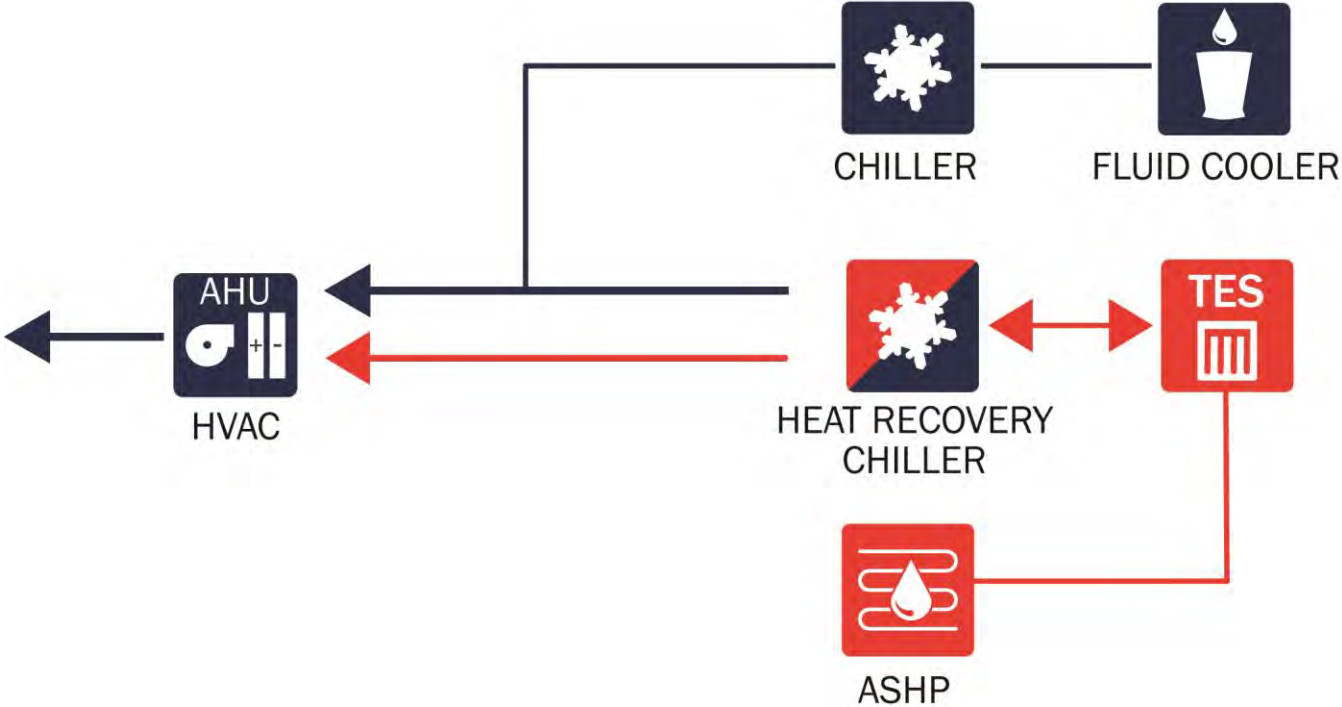 CHILLER
FLUID COOLER
AHU
+ -
HVAC
HEAT RECOVERY
CHILLER
TES
ASHP